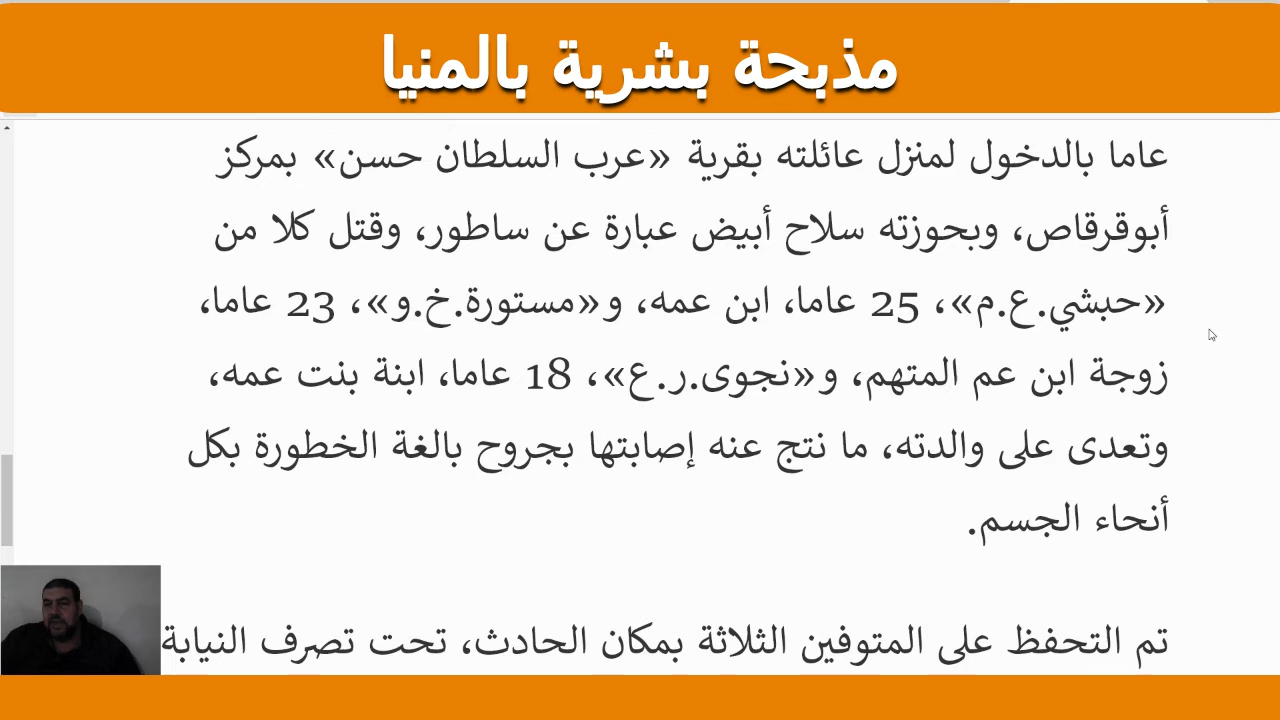 مذبحة بشرية بالمنيا
عاما بالدخول لمنزل عائلته بقرية «عرب السلطان حسن» بمركز
أبوقرقاص، وبحوزته سلاح أبيض عبارة عن ساطور، وقتل كلا من
«حبشي.ع.م»، 25 عاما، ابن عمه، و«مستورة.خ.و»، 23 عاما،
زوجة ابن عم المتهم، و«نجوى.ر.ع»، 18 عاما، ابنة بنت عمه،
وتعدى على والدته، ما نتج عنه إصابتها بجروح بالغة الخطورة بكل
أنحاء الجسم.
تم التحفظ على المتوفين الثلاثة بمكان الحادث، تحت تصرف النيابة